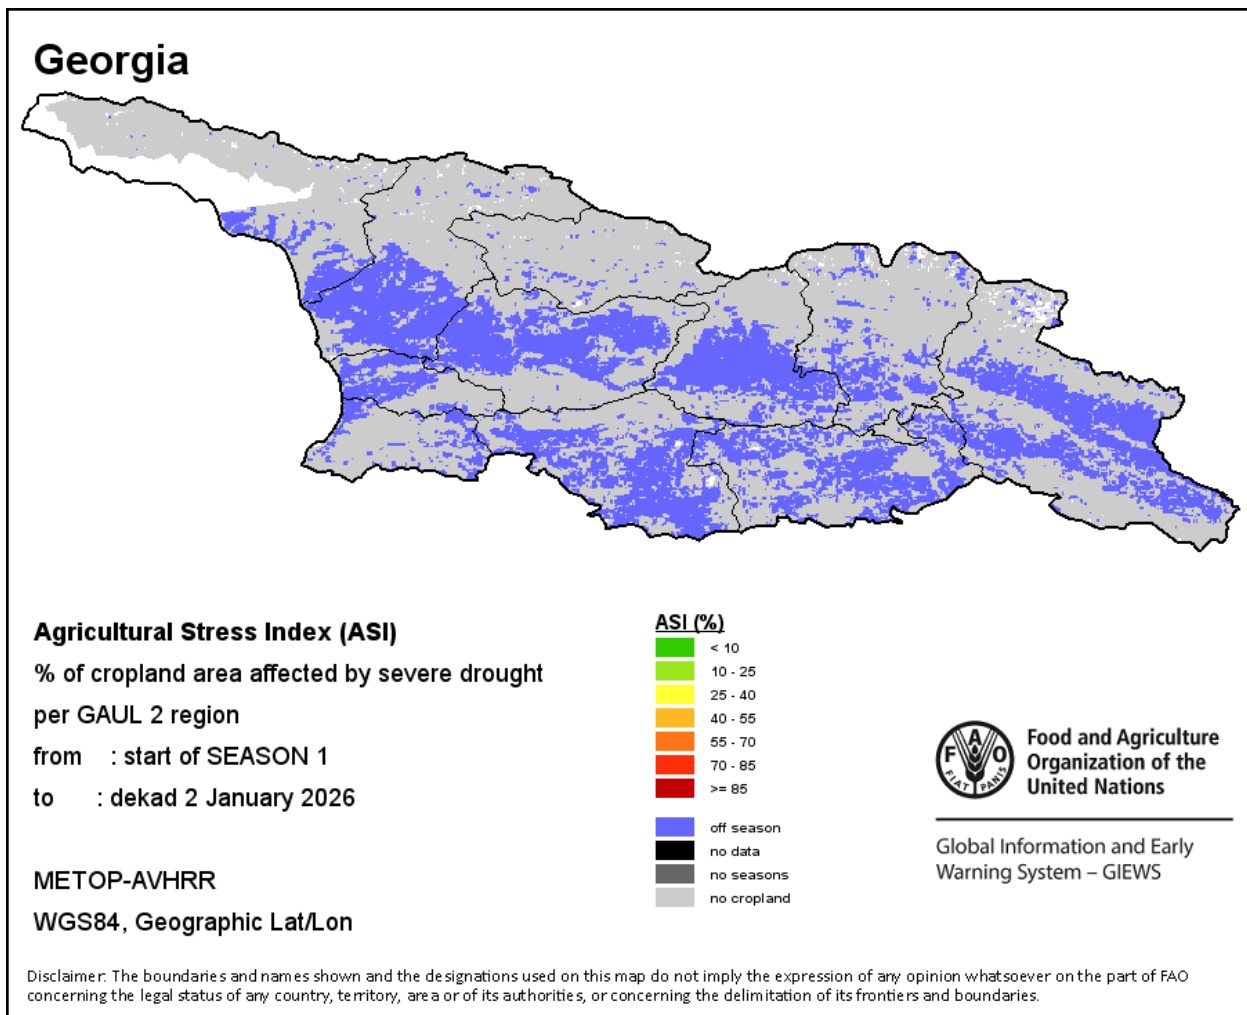 Georgia
Agricultural Stress Index (ASI)
% of cropland area affected by severe drought
per GAUL 2 region
from : start of SEASON 1
to : dekad 2 January 2026
METOP-AVHRR
WGS84, Geographic Lat/Lon
ASI (%)
< 10
10 - 25
25 - 40
40 - 55
55 - 70
70 - 85
>= 85
off season
no data
no seasons
no cropland
F A O
FIAT PANIS
Food and Agriculture
Organization of the
United Nations
Global Information and Early
Warning System – GIEWS
Disclaimer: The boundaries and names shown and the designations used on this map do not imply the expression of any opinion whatsoever on the part of FAO
concerning the legal status of any country, territory, area or of its authorities, or concerning the delimitation of its frontiers and boundaries.